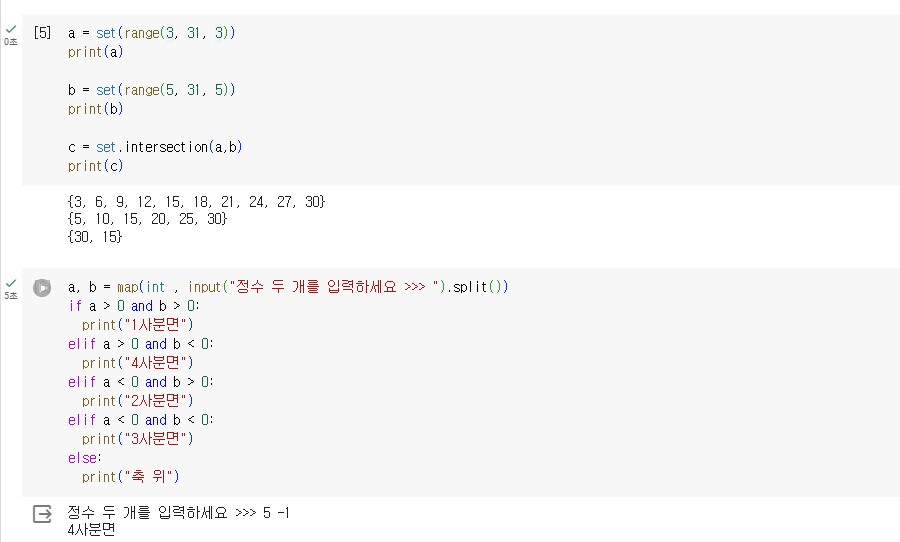 [5] a = set(range(3, 31, 3))
0초 print(a)
b = set(range(5, 31, 5))
print(b)
c = set.intersection(a,b)
print(c)
{3, 6, 9, 12, 15, 18, 21, 24, 27, 30}
{5, 10, 15, 20, 25, 30}
{30, 15}
a, b = map(int , input("정수 두 개를 입력하세요 >>> ").split())
5초 if a > 0 and b > 0:
print("1사분면")
elif a > 0 and b < 0:
print("4사분면")
elif a < 0 and b > 0:
print("2사분면")
elif a < 0 and b < 0:
print("3사분면")
else:
print("축 위")
정수 두 개를 입력하세요 >>> 5 -1
4사분면